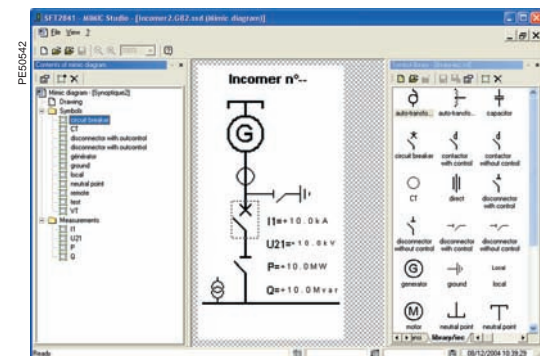 PE50542
SFT2841 - MIMIC Studio - [Incomer2.G82.ssd (Mimic diagram)]
File View ?
Contents of mimic diagram
Mimic diagram - [Synoptique2]
Drawing
Symbols
circuit breaker
CT
disconnector with outcontrol
disconnector with outcontrol
générator
ground
local
neutral point
remote
test
VT
Measurements
I1
U21
P
Q
Incomer n°--
G
I1=+10.0kA
U21=+10.0kV
P=+10.0MW
Q=+10.0Mvar
auto-transfo... auto-transfo... capacitor
circuit breaker contactor with control contactor without control
CT direct disconnector with control
disconnector without control disconnector with control disconnector without control
G Local
generator ground local
M
motor neutral point neutral point
library/iec
Ready
08/12/2004 10:39:29